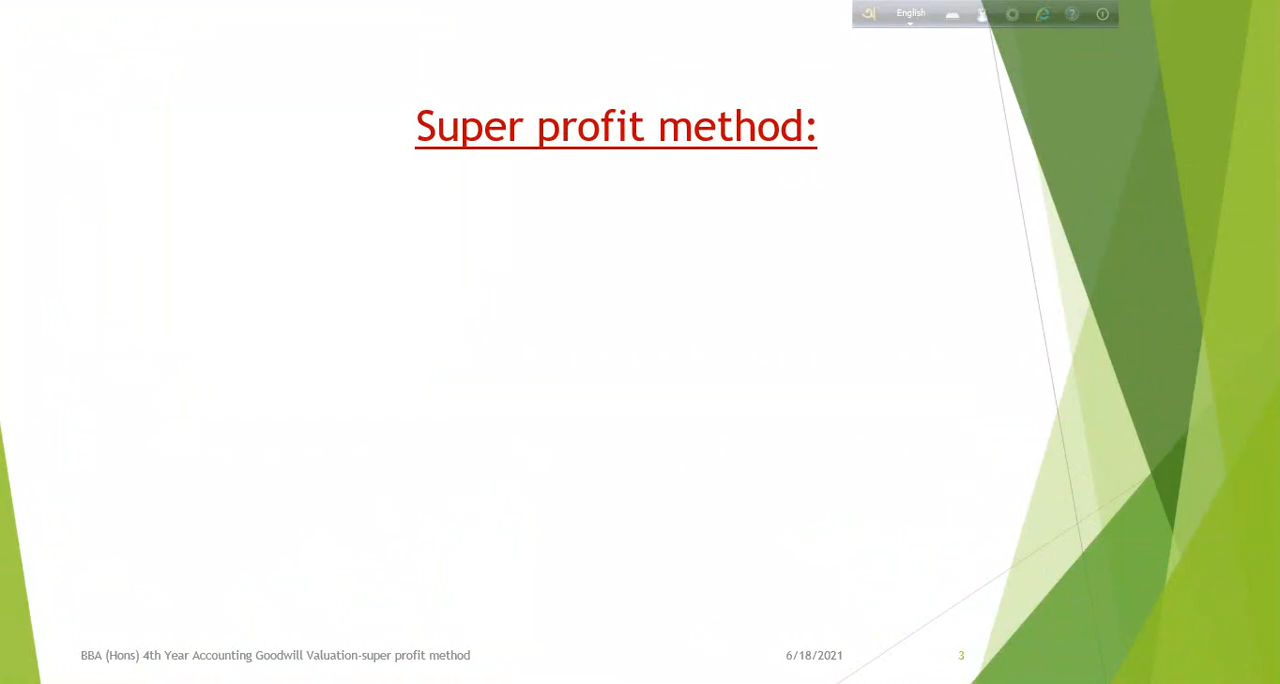 অ English
Super profit method:
BBA (Hons) 4th Year Accounting Goodwill Valuation-super profit method 6/18/2021 3